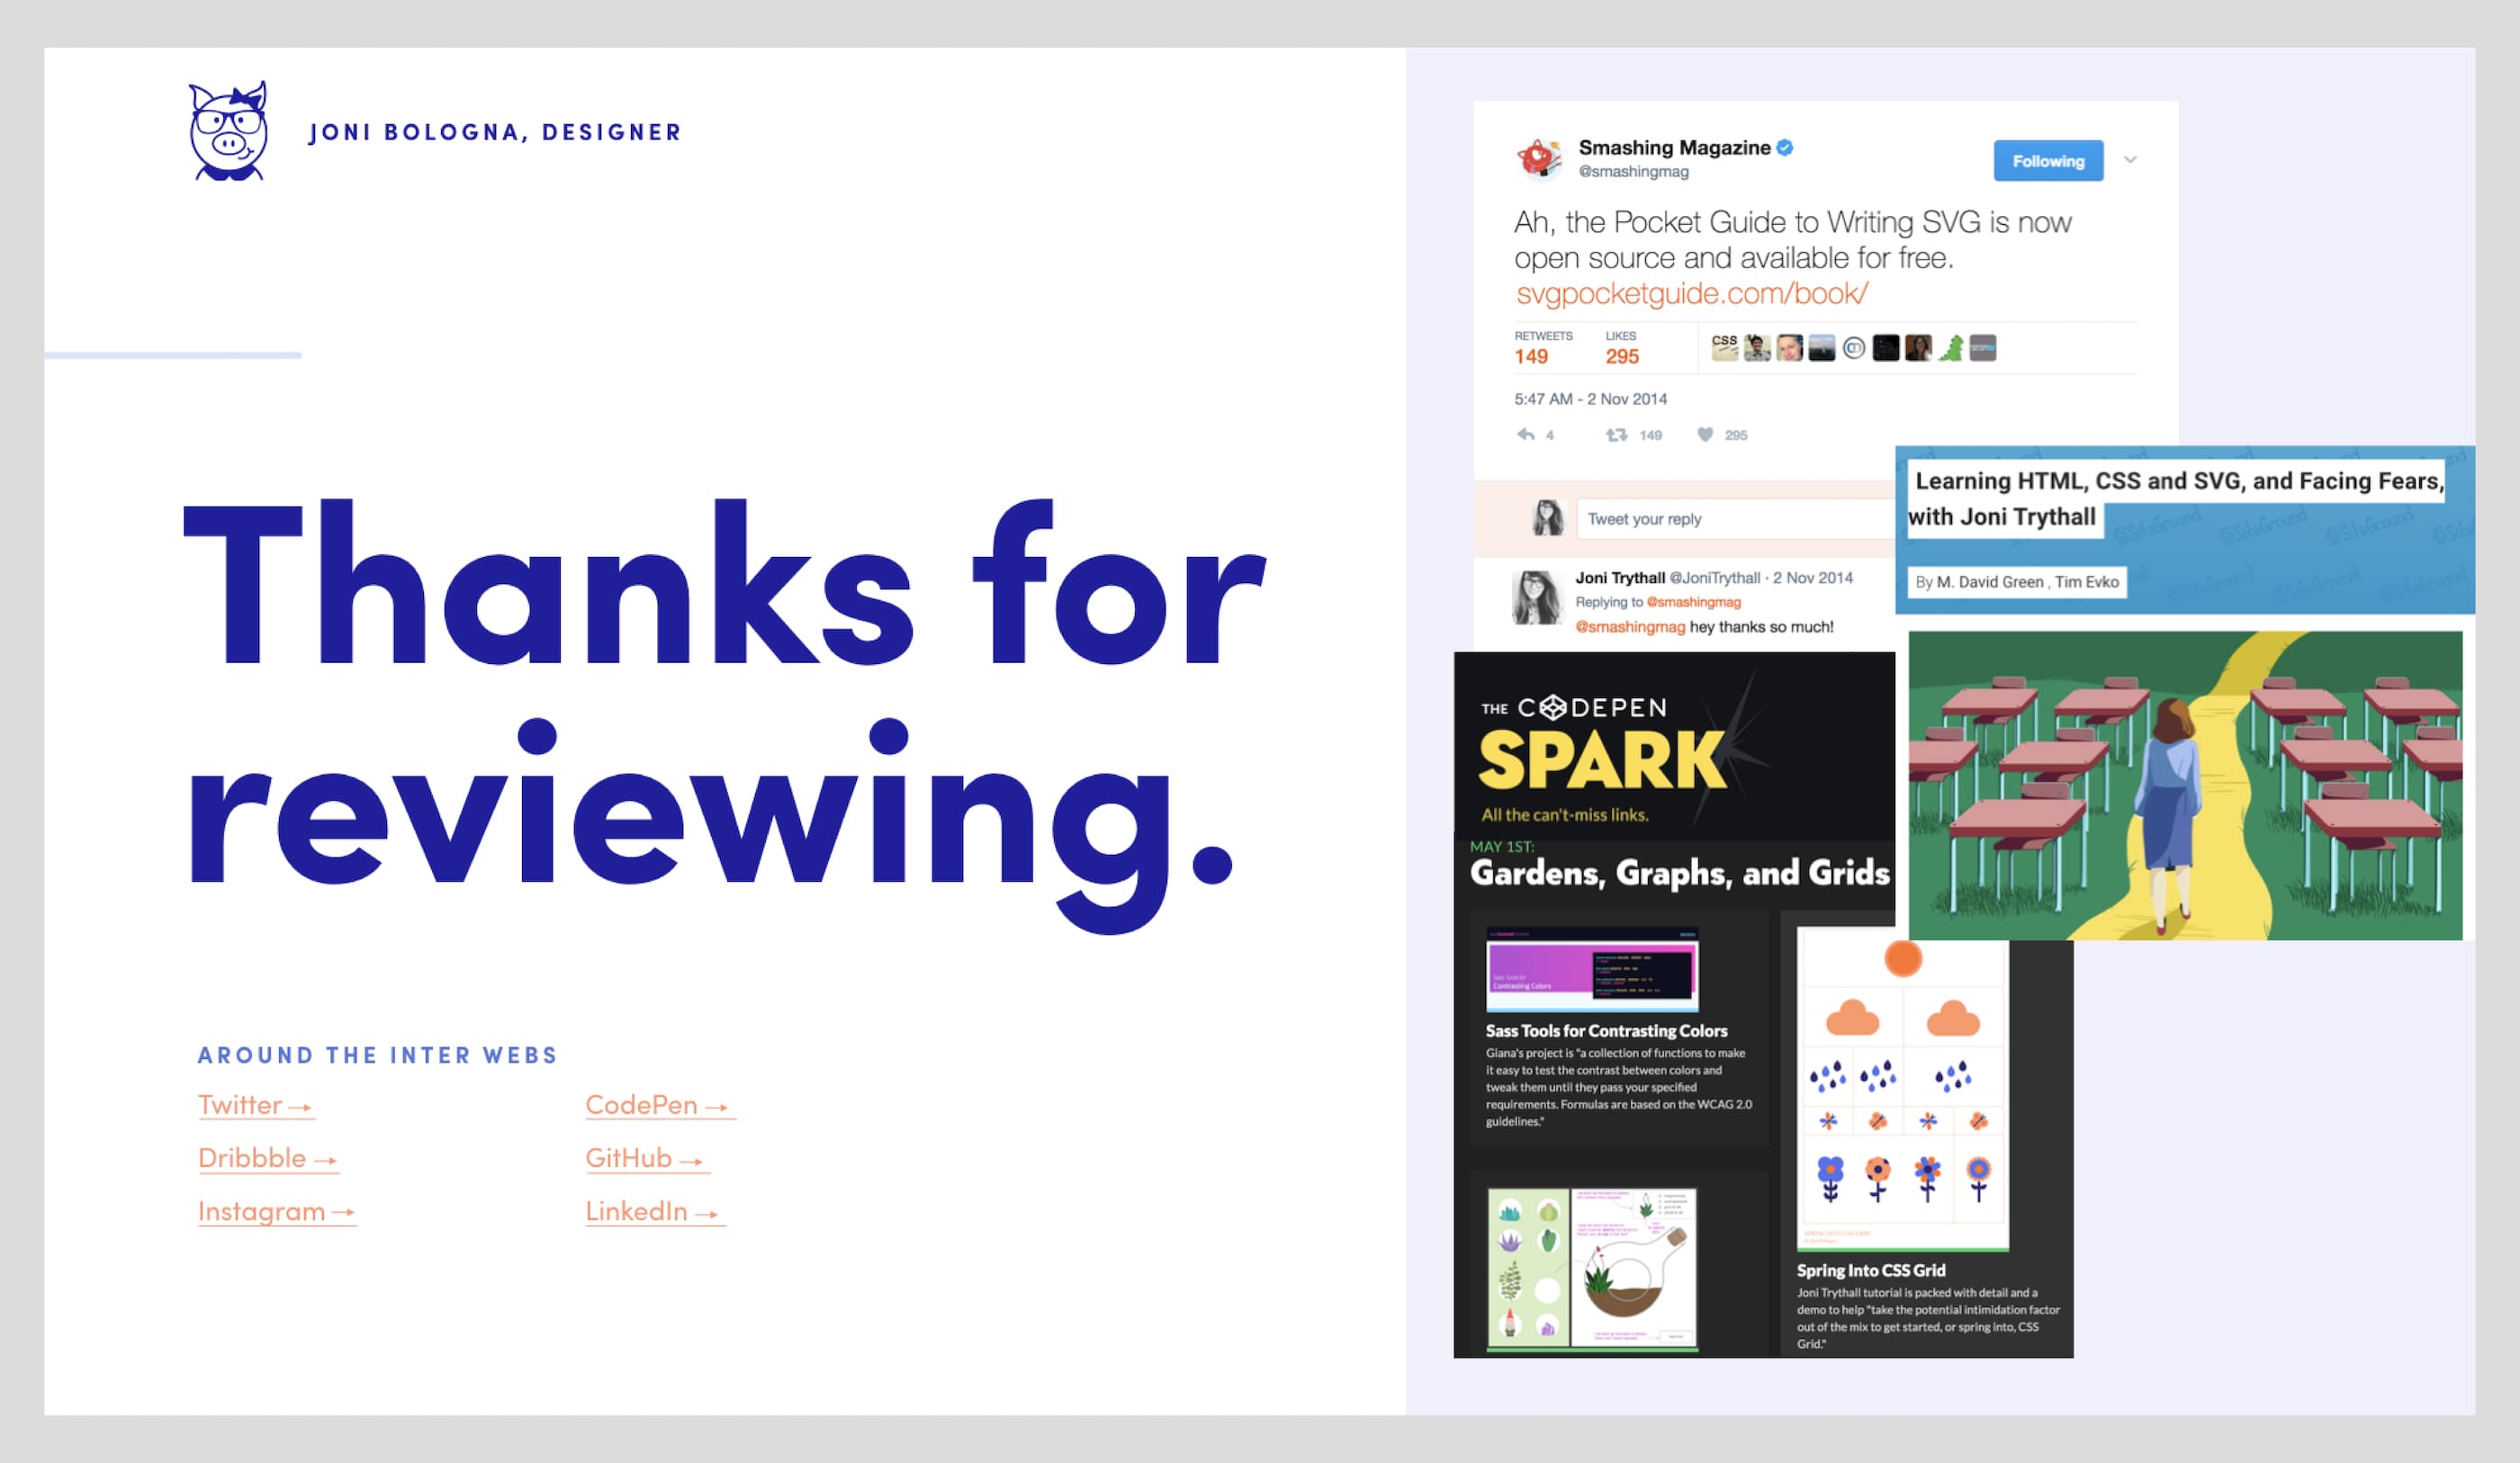 JONI BOLOGNA, DESIGNER
Thanks for
reviewing.
AROUND THE INTER WEBS
Twitter →
Dribbble →
Instagram →
CodePen →
GitHub →
LinkedIn →
Smashing Magazine
@smashingmag
Following
Ah, the Pocket Guide to Writing SVG is now
open source and available for free.
svgpocketguide.com/book/
RETWEETS
149
LIKES
295
CSS
5:47 AM - 2 Nov 2014
4 149 295
Tweet your reply
Joni Trythall @JoniTrythall · 2 Nov 2014
Replying to @smashingmag
@smashingmag hey thanks so much!
Learning HTML, CSS and SVG, and Facing Fears,
with Joni Trythall
By M. David Green , Tim Evko
THE CODEPEN
SPARK
All the can't-miss links.
MAY 1ST:
Gardens, Graphs, and Grids
Sass Tools for
Contrasting Colors
Sass Tools for Contrasting Colors
Giana's project is "a collection of functions to make
it easy to test the contrast between colors and
tweak them until they pass your specified
requirements. Formulas are based on the WCAG 2.0
guidelines."
Spring Into CSS Grid
Joni Trythall tutorial is packed with detail and a
demo to help "take the potential intimidation factor
out of the mix to get started, or spring into, CSS
Grid."